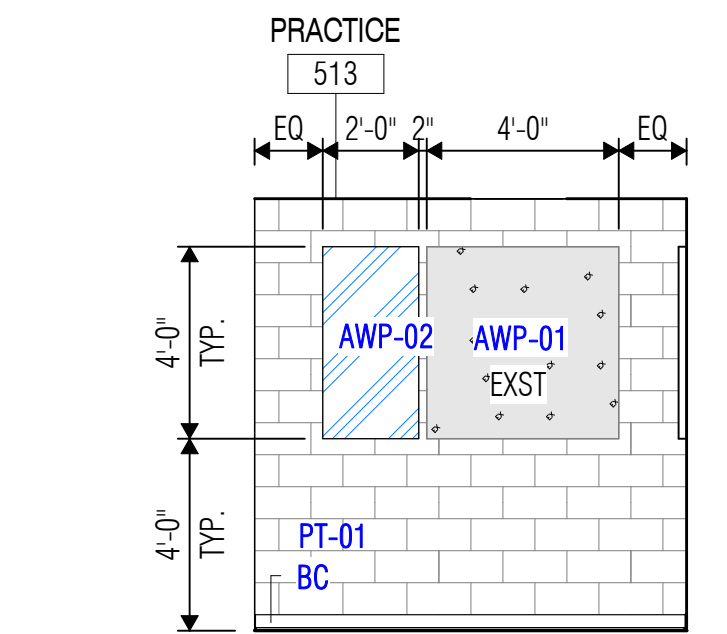 PRACTICE
513
EQ 2'-0" 2" 4'-0" EQ
4'-0"
TYP.
AWP-02
AWP-01
EXST
4'-0"
TYP.
PT-01
BC